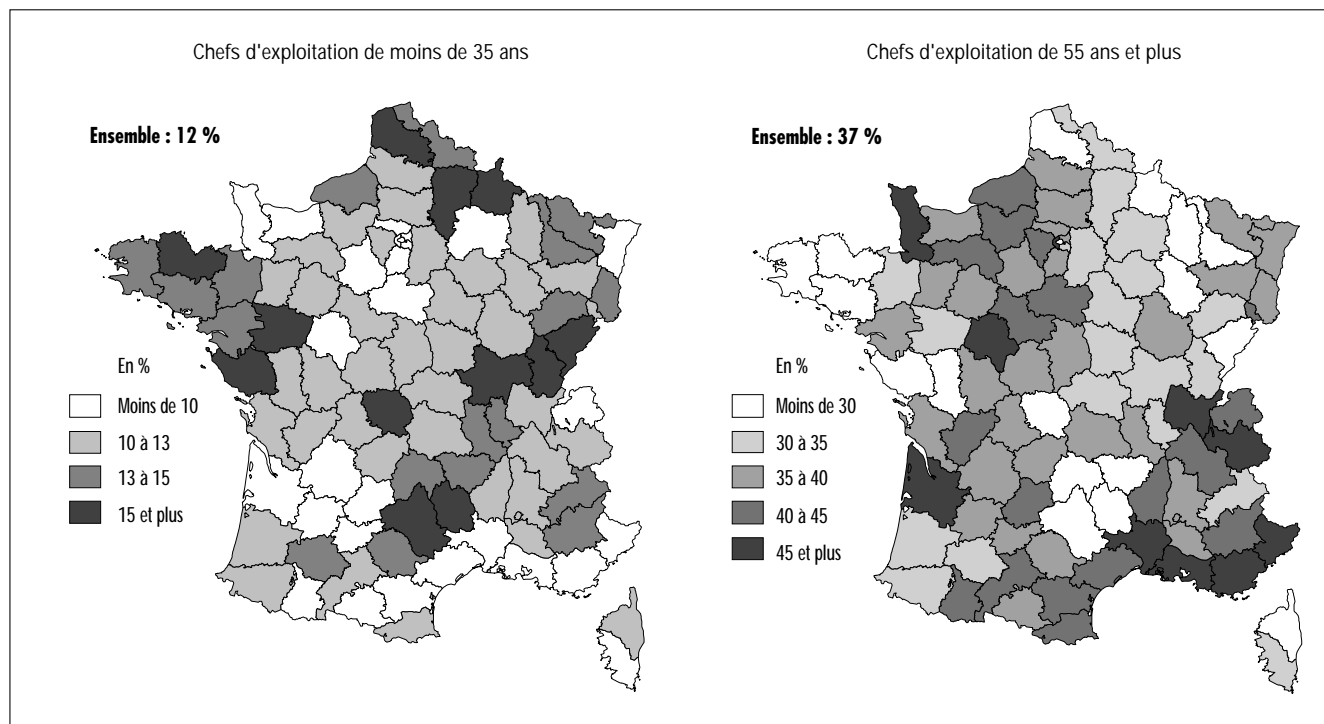 Chefs d'exploitation de moins de 35 ans
Ensemble : 12 %
En %
Moins de 10
10 à 13
13 à 15
15 et plus
Chefs d'exploitation de 55 ans et plus
Ensemble : 37 %
En %
Moins de 30
30 à 35
35 à 40
40 à 45
45 et plus